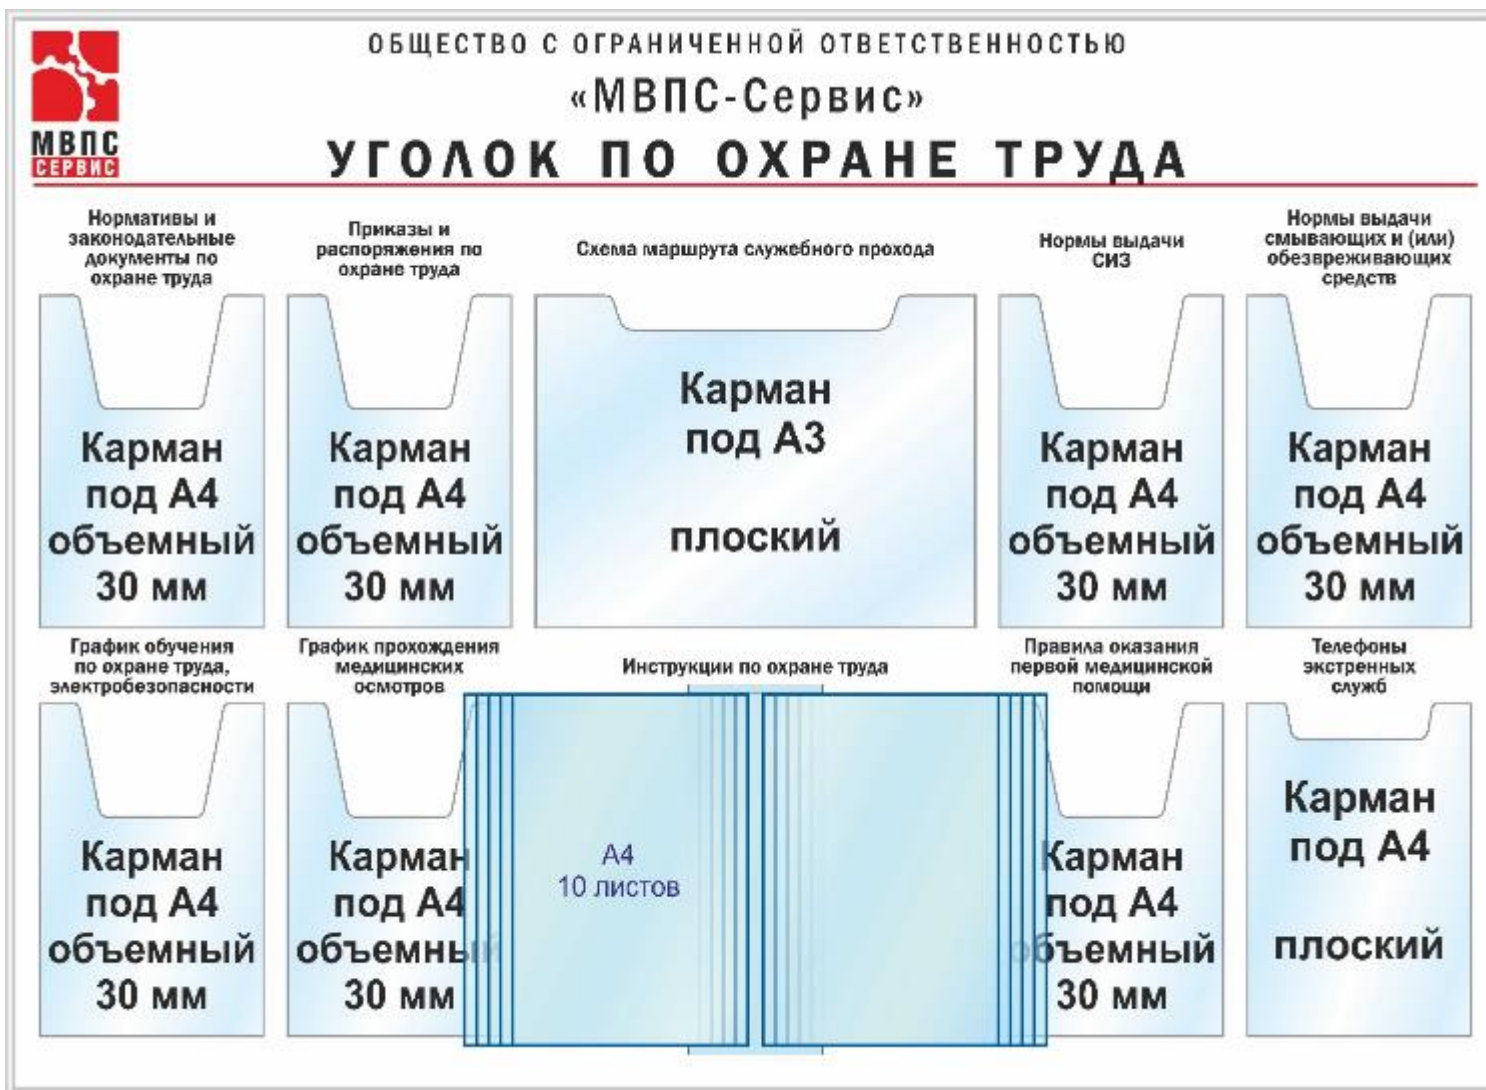 МВПС
СЕРВИС
ОБЩЕСТВО С ОГРАНИЧЕННОЙ ОТВЕТСТВЕННОСТЬЮ
«МВПС-Сервис»
УГОЛОК ПО ОХРАНЕ ТРУДА
Нормативы и
законодательные
документы по
охране труда
Приказы и
распоряжения по
охране труда
Схема маршрута служебного прохода
Нормы выдачи
СИЗ
Нормы выдачи
смывающих и (или)
обезвреживающих
средств
Карман
под А4
объемный
30 мм
Карман
под А4
объемный
30 мм
Карман
под А3
плоский
Карман
под А4
объемный
30 мм
Карман
под А4
объемный
30 мм
График обучения
по охране труда,
электробезопасности
График прохождения
медицинских
осмотров
Инструкции по охране труда
Правила оказания
первой медицинской
помощи
Телефоны
экстренных
служб
Карман
под А4
объемный
30 мм
Карман
под А4
объемный
30 мм
А4
10 листов
Карман
под А4
объемный
30 мм
Карман
под А4
плоский